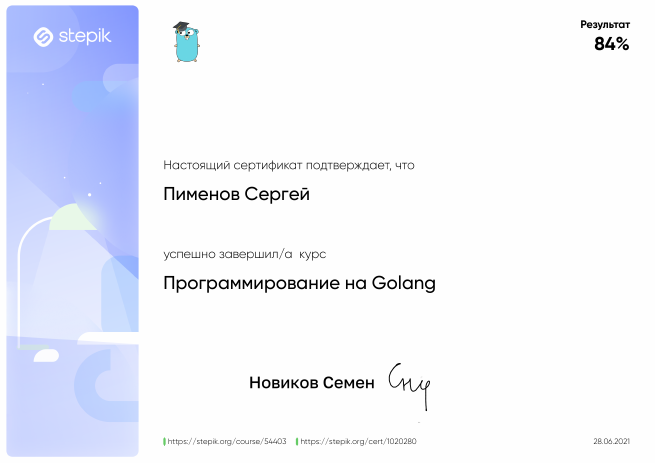 stepik
Результат
84%
Настоящий сертификат подтверждает, что
Пименов Сергей
успешно завершил/а курс
Программирование на Golang
Новиков Семен
https://stepik.org/course/54403 https://stepik.org/cert/1020280
28.06.2021